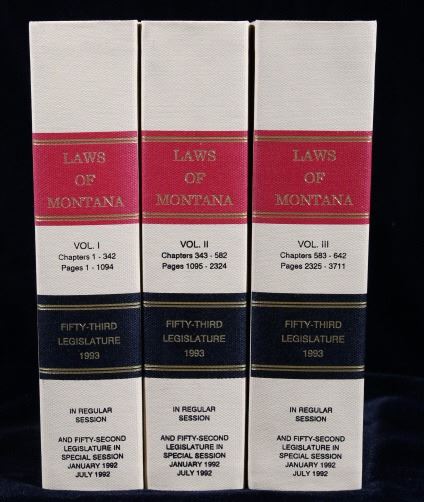 LAWS
OF
MONTANA
VOL. I
Chapters 1 - 342
Pages 1 - 1094
FIFTY-THIRD
LEGISLATURE
1993
IN REGULAR
SESSION
AND FIFTY-SECOND
LEGISLATURE IN
SPECIAL SESSION
JANUARY 1992
JULY 1992
LAWS
OF
MONTANA
VOL. II
Chapters 343 - 582
Pages 1095 - 2324
FIFTY-THIRD
LEGISLATURE
1993
IN REGULAR
SESSION
AND FIFTY-SECOND
LEGISLATURE IN
SPECIAL SESSION
JANUARY 1992
JULY 1992
LAWS
OF
MONTANA
VOL. iII
Chapters 583 - 642
Pages 2325 - 3711
FIFTY-THIRD
LEGISLATURE
1993
IN REGULAR
SESSION
AND FIFTY-SECOND
LEGISLATURE IN
SPECIAL SESSION
JANUARY 1992
JULY 1992